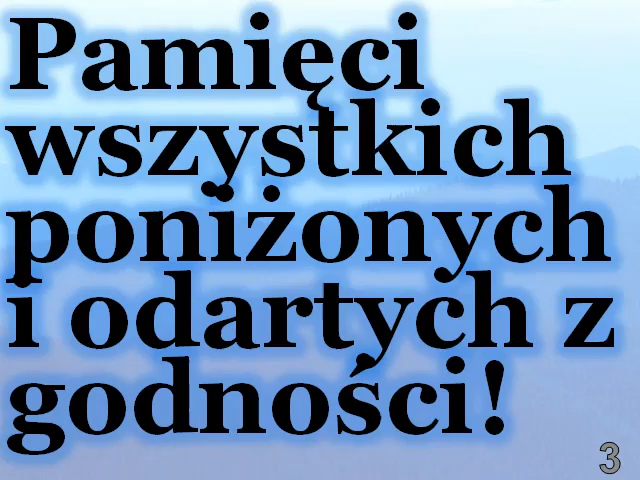 Pamięci
wszystkich
poniżonych
i odartych z
godności!
3